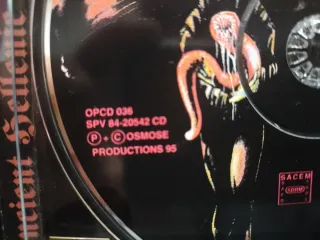 OPCD 036
SPV 84-20542 CD
Ⓟ + Ⓒ OSMOSE
PRODUCTIONS 95
SACEM